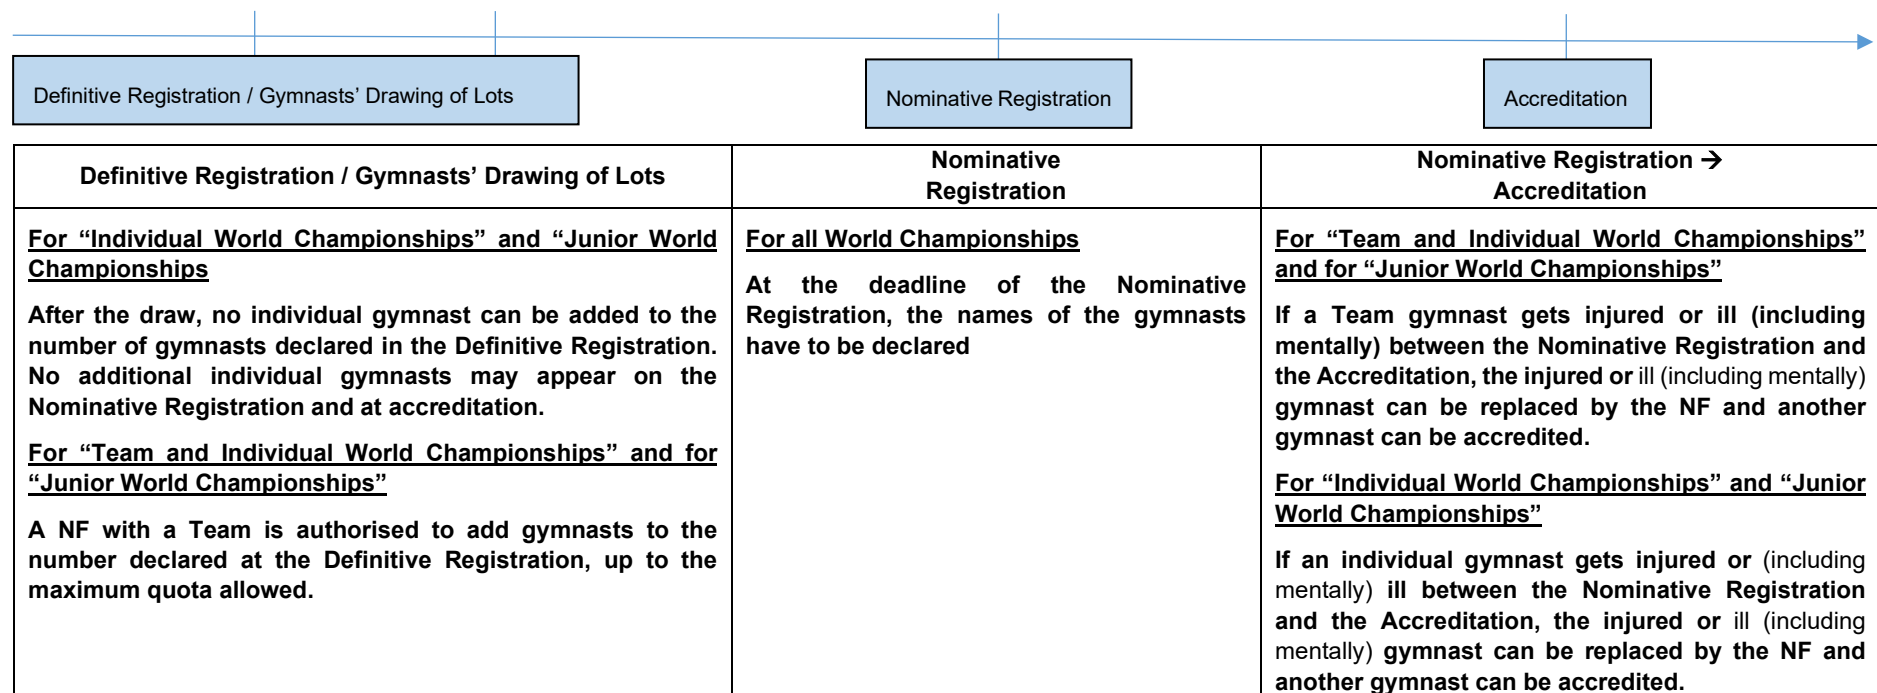 Definitive Registration / Gymnasts’ Drawing of Lots
Nominative Registration
Accreditation
Definitive Registration / Gymnasts’ Drawing of Lots
Nominative
Registration
Nominative Registration →
Accreditation
For “Individual World Championships” and “Junior World
Championships
After the draw, no individual gymnast can be added to the
number of gymnasts declared in the Definitive Registration.
No additional individual gymnasts may appear on the
Nominative Registration and at accreditation.
For “Team and Individual World Championships” and for
“Junior World Championships”
A NF with a Team is authorised to add gymnasts to the
number declared at the Definitive Registration, up to the
maximum quota allowed.
For all World Championships
At the deadline of the Nominative
Registration, the names of the gymnasts
have to be declared
For “Team and Individual World Championships”
and for “Junior World Championships”
If a Team gymnast gets injured or ill (including
mentally) between the Nominative Registration and
the Accreditation, the injured or ill (including mentally)
gymnast can be replaced by the NF and another
gymnast can be accredited.
For “Individual World Championships” and “Junior
World Championships”
If an individual gymnast gets injured or (including
mentally) ill between the Nominative Registration
and the Accreditation, the injured or ill (including
mentally) gymnast can be replaced by the NF and
another gymnast can be accredited.